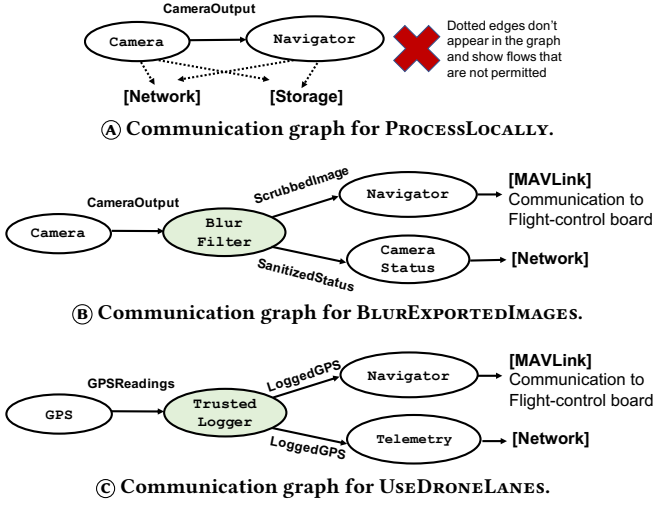 CameraOutput
Camera
Navigator
Dotted edges don't
appear in the graph
and show flows that
are not permitted
[Network]
[Storage]
Ⓐ Communication graph for PROCESSLOCALLY.
CameraOutput
ScrubbedImage
Camera
Blur
Filter
Navigator
[MAVLink]
Communication to
Flight-control board
SanitizedStatus
Camera
Status
[Network]
Ⓑ Communication graph for BLUREXPORTEDIMAGES.
GPSReadings
LoggedGPS
GPS
Trusted
Logger
Navigator
[MAVLink]
Communication to
Flight-control board
LoggedGPS
Telemetry
[Network]
Ⓒ Communication graph for USEDRONELANES.